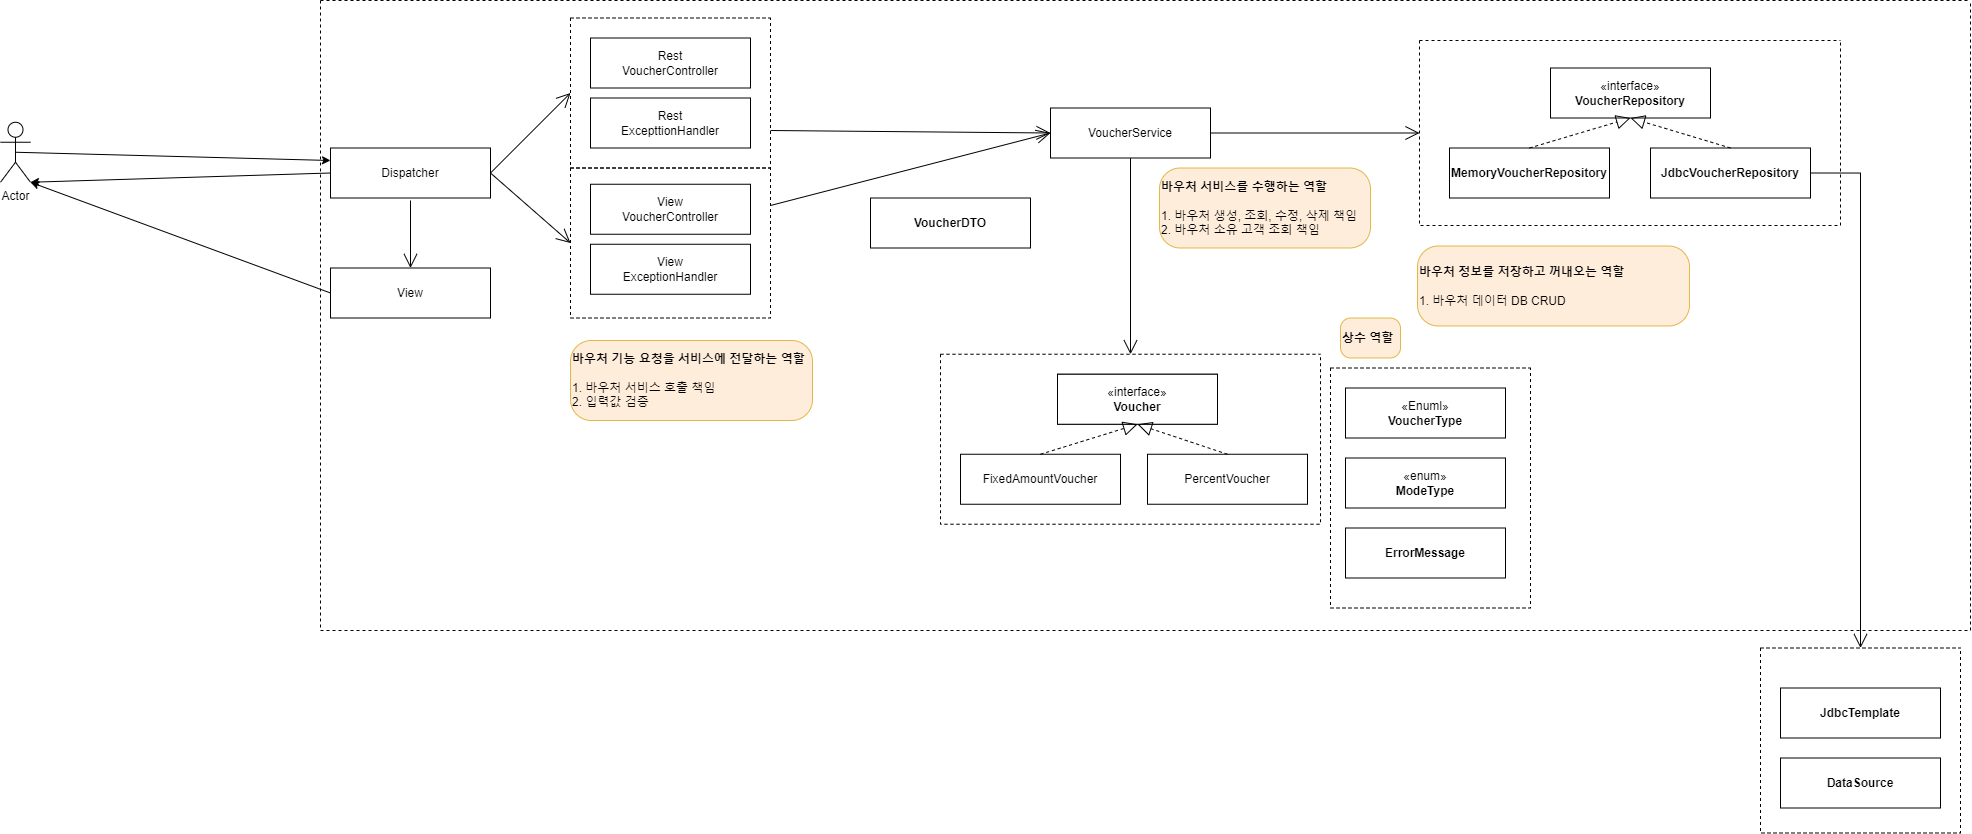 Actor
Dispatcher
View
Rest
VoucherController
Rest
ExcepttionHandler
View
VoucherController
View
ExceptionHandler
바우처 기능 요청을 서비스에 전달하는 역할
1. 바우처 서비스 호출 책임
2. 입력값 검증
VoucherDTO
VoucherService
바우처 서비스를 수행하는 역할
1. 바우처 생성, 조회, 수정, 삭제 책임
2. 바우처 소유 고객 조회 책임
«interface»
VoucherRepository
MemoryVoucherRepository
JdbcVoucherRepository
바우처 정보를 저장하고 꺼내오는 역할
1. 바우처 데이터 DB CRUD
«interface»
Voucher
FixedAmountVoucher
PercentVoucher
상수 역할
«Enuml»
VoucherType
«enum»
ModeType
ErrorMessage
JdbcTemplate
DataSource